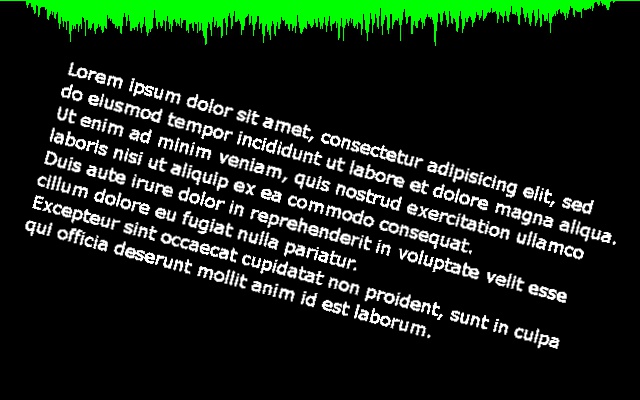 Lorem ipsum dolor sit amet, consectetur adipisicing elit, sed
do eiusmod tempor incididunt ut labore et dolore magna aliqua.
Ut enim ad minim veniam, quis nostrud exercitation ullamco
laboris nisi ut aliquip ex ea commodo consequat.
Duis aute irure dolor in reprehenderit in voluptate velit esse
cillum dolore eu fugiat nulla pariatur.
Excepteur sint occaecat cupidatat non proident, sunt in culpa
qui officia deserunt mollit anim id est laborum.